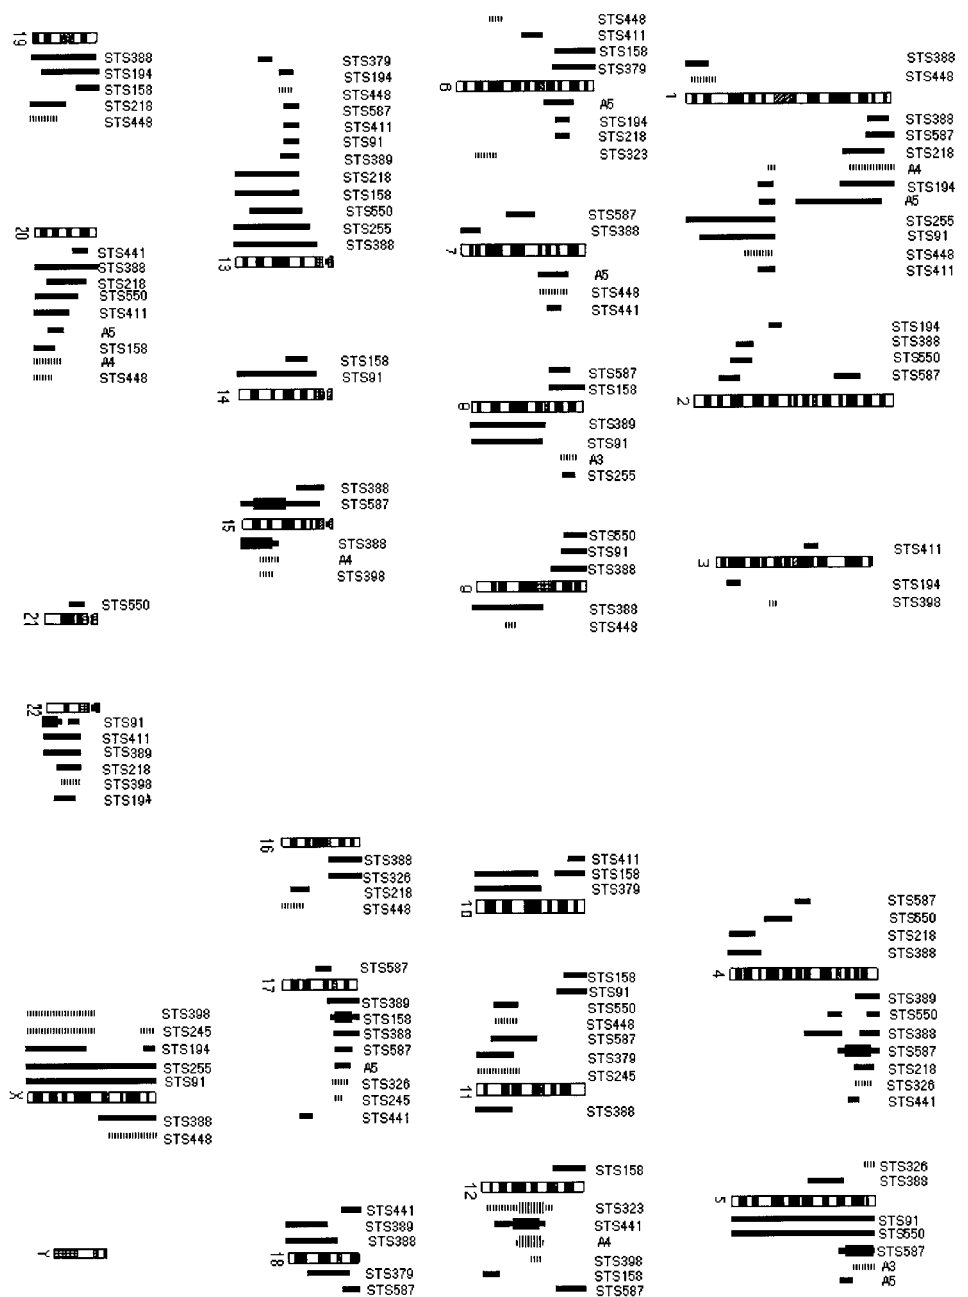 19
STS388
STS194
STS158
STS218
STS448
20
STS441
STS388
STS218
STS550
STS411
A5
STS158
A4
STS448
STS550
21
22
STS91
STS411
STS389
STS218
STS398
STS194
STS398
STS245
STS194
STS255
STS91
X
STS388
STS448
Y
STS379
STS194
STS448
STS587
STS411
STS91
STS389
STS218
STS158
STS550
STS255
STS388
13
STS158
STS91
14
STS388
STS587
15
STS388
A4
STS398
16
STS388
STS326
STS218
STS448
STS587
17
STS389
STS158
STS388
STS587
A5
STS326
STS245
STS441
STS441
STS389
STS388
18
STS379
STS587
STS448
STS411
STS158
STS379
6
A5
STS194
STS218
STS323
STS587
STS388
7
A5
STS448
STS441
STS587
STS158
8
STS389
STS91
A3
STS255
STS550
STS91
STS388
9
STS388
STS448
STS411
STS158
STS379
10
STS158
STS91
STS550
STS448
STS587
STS379
STS245
11
STS388
STS158
12
STS323
STS441
A4
STS398
STS158
STS587
STS388
STS448
1
STS388
STS587
STS218
A4
STS194
A5
STS255
STS91
STS448
STS411
STS194
STS388
STS550
STS587
2
STS411
3
STS194
STS398
STS587
STS550
STS218
STS388
4
STS389
STS550
STS388
STS587
STS218
STS326
STS441
STS326
STS388
5
STS91
STS550
STS587
A3
A5